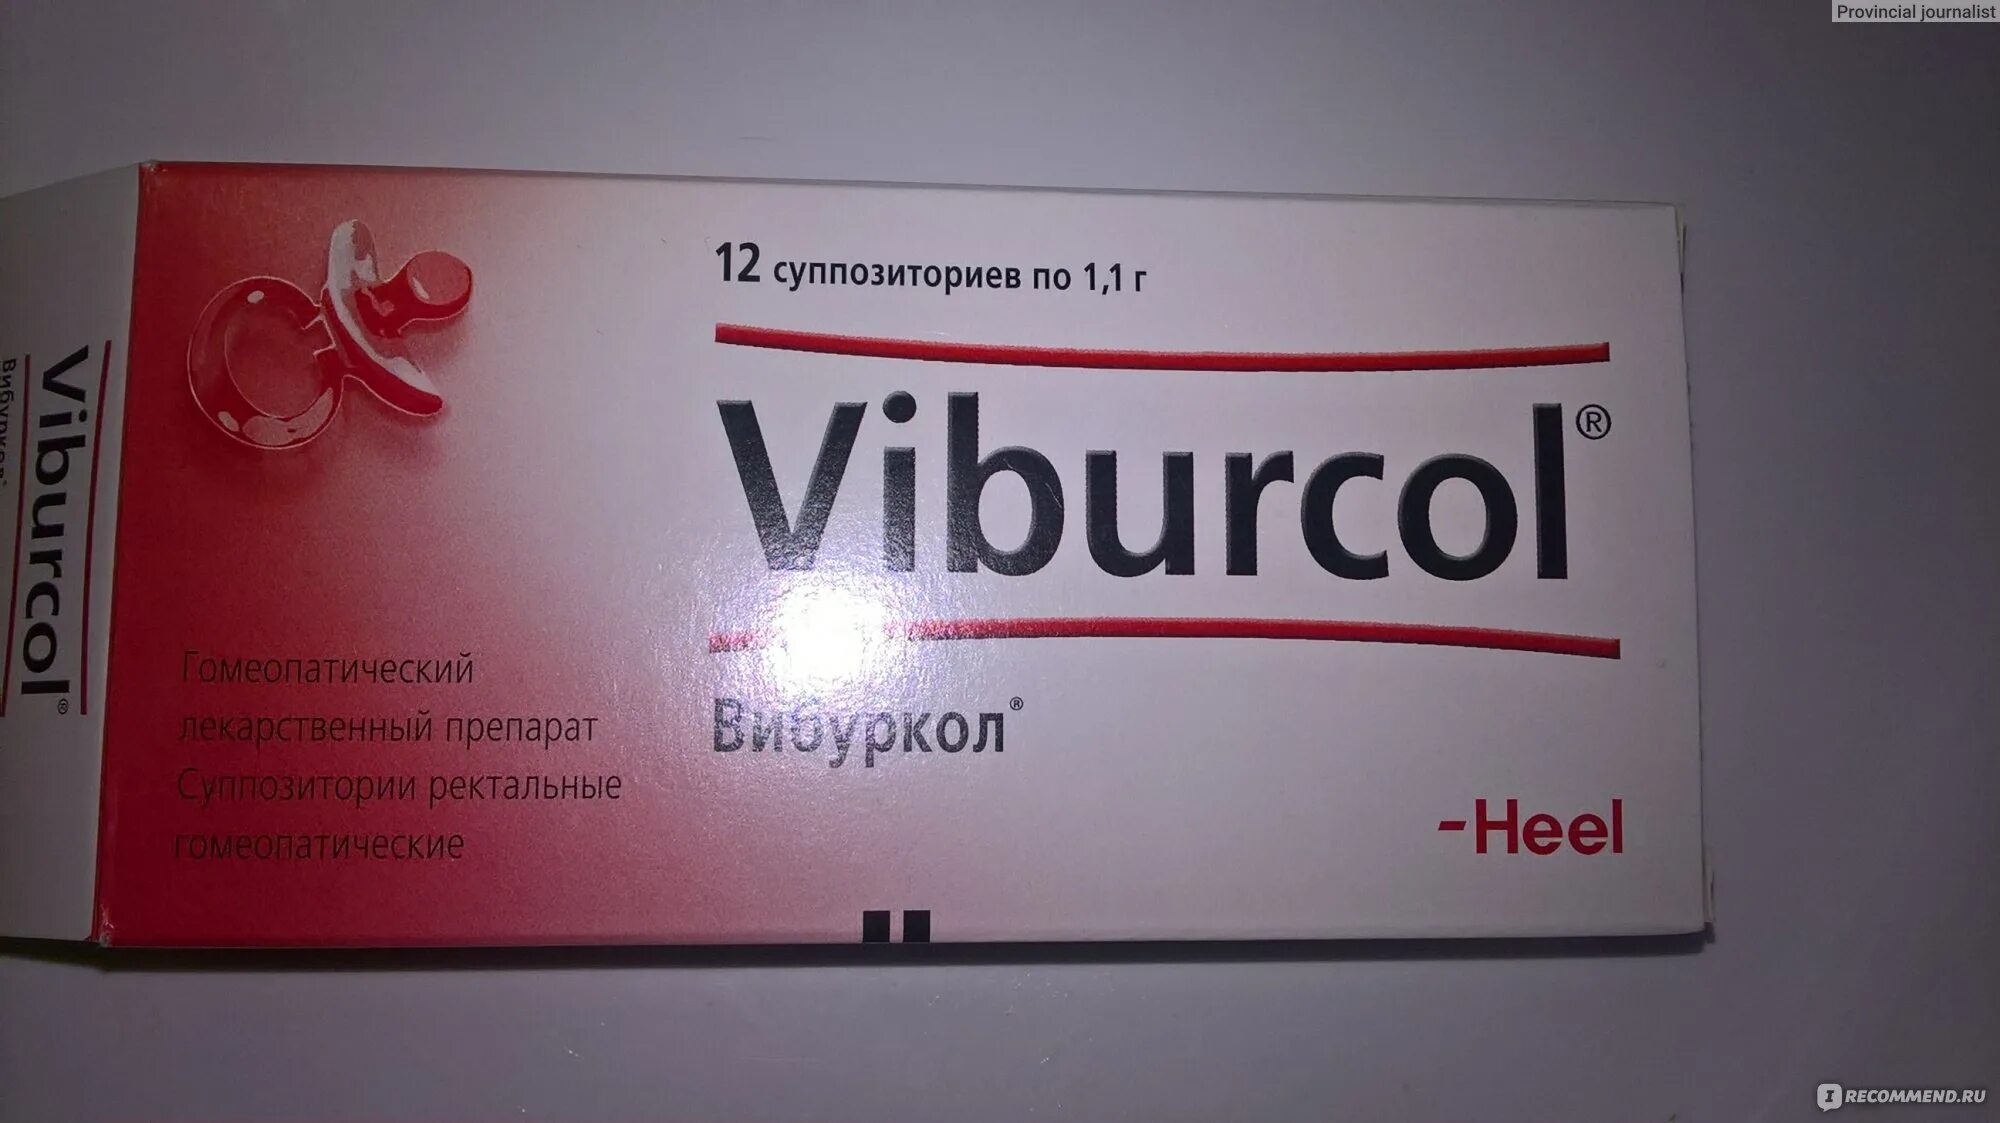 Provincial journalist
12 суппозиториев по 1,1 г
Viburcol®
Вибуркол®
Гомеопатический
лекарственный препарат
Суппозитории ректальные
гомеопатические
-Heel
Viburcol®
Вибуркол®
IRECOMMEND.RU